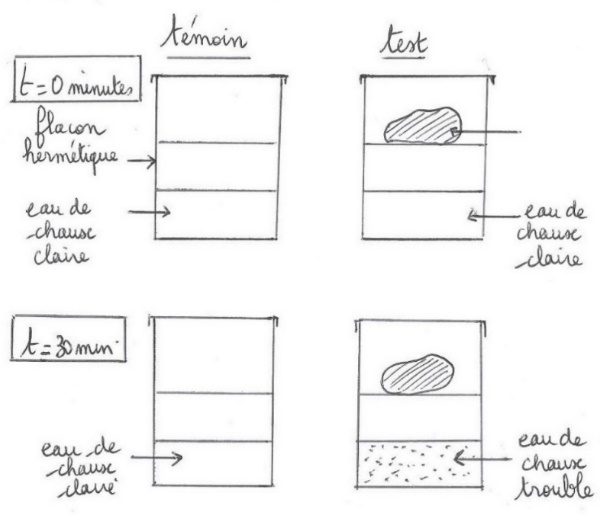 témoin
test
t = 0 minutes
flacon
hermétique
eau de
chaux
claire
eau de
chaux
claire
t = 30 min
eau de
chaux
claire
eau de
chaux
trouble